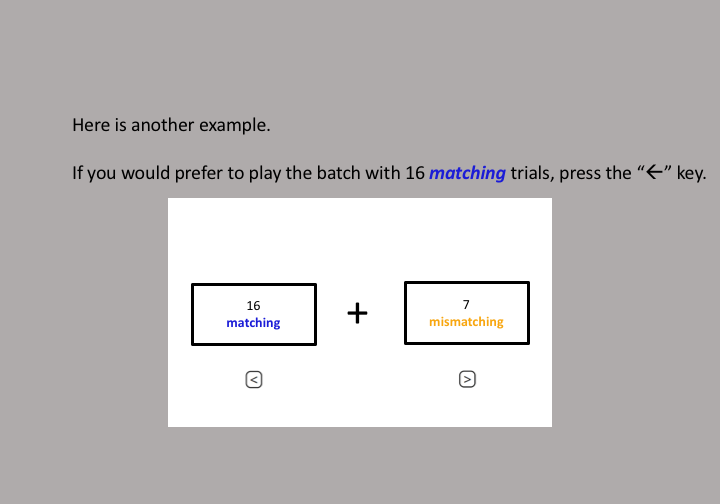 Here is another example.
If you would prefer to play the batch with 16 matching trials, press the “←” key.
16
matching
+
7
mismatching
<
>